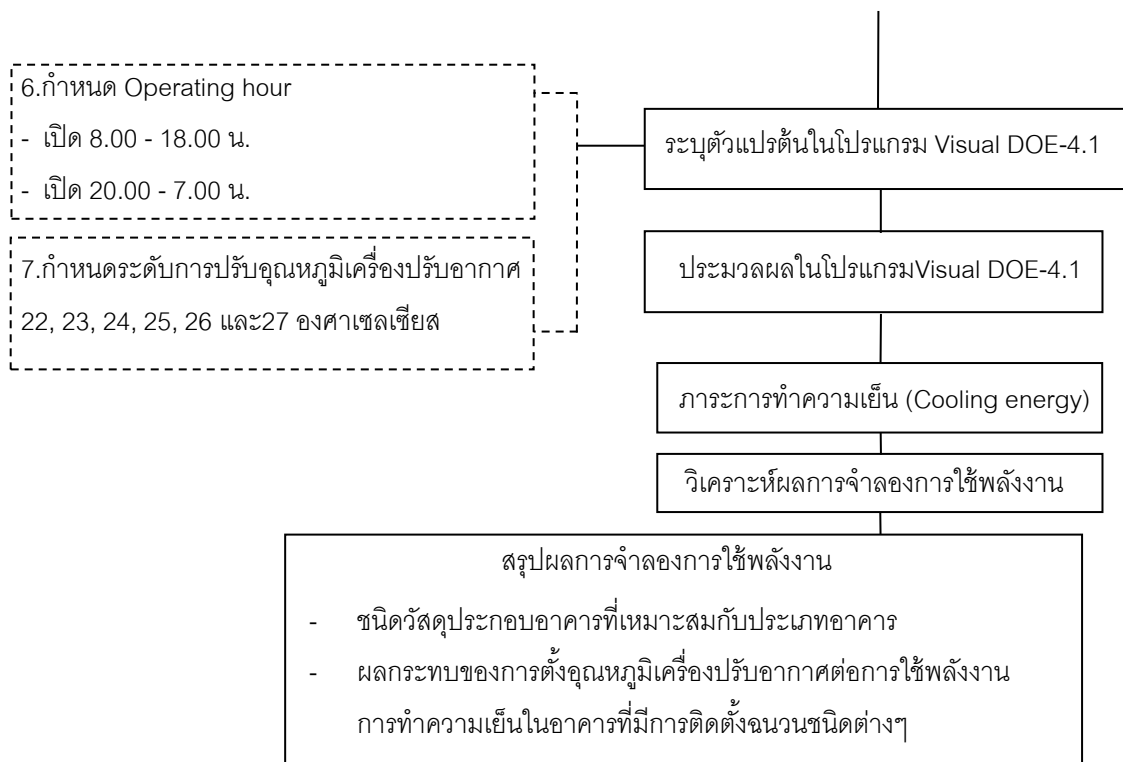 6.กำหนด Operating hour
- เปิด 8.00 - 18.00 น.
- เปิด 20.00 - 7.00 น.
7.กำหนดระดับการปรับอุณหภูมิเครื่องปรับอากาศ
22, 23, 24, 25, 26 และ27 องศาเซลเซียส
ระบุตัวแปรต้นในโปรแกรม Visual DOE-4.1
ประมวลผลในโปรแกรมVisual DOE-4.1
ภาระการทำความเย็น (Cooling energy)
วิเคราะห์ผลการจำลองการใช้พลังงาน
สรุปผลการจำลองการใช้พลังงาน
- ชนิดวัสดุประกอบอาคารที่เหมาะสมกับประเภทอาคาร
- ผลกระทบของการตั้งอุณหภูมิเครื่องปรับอากาศต่อการใช้พลังงาน
การทำความเย็นในอาคารที่มีการติดตั้งฉนวนชนิดต่างๆ